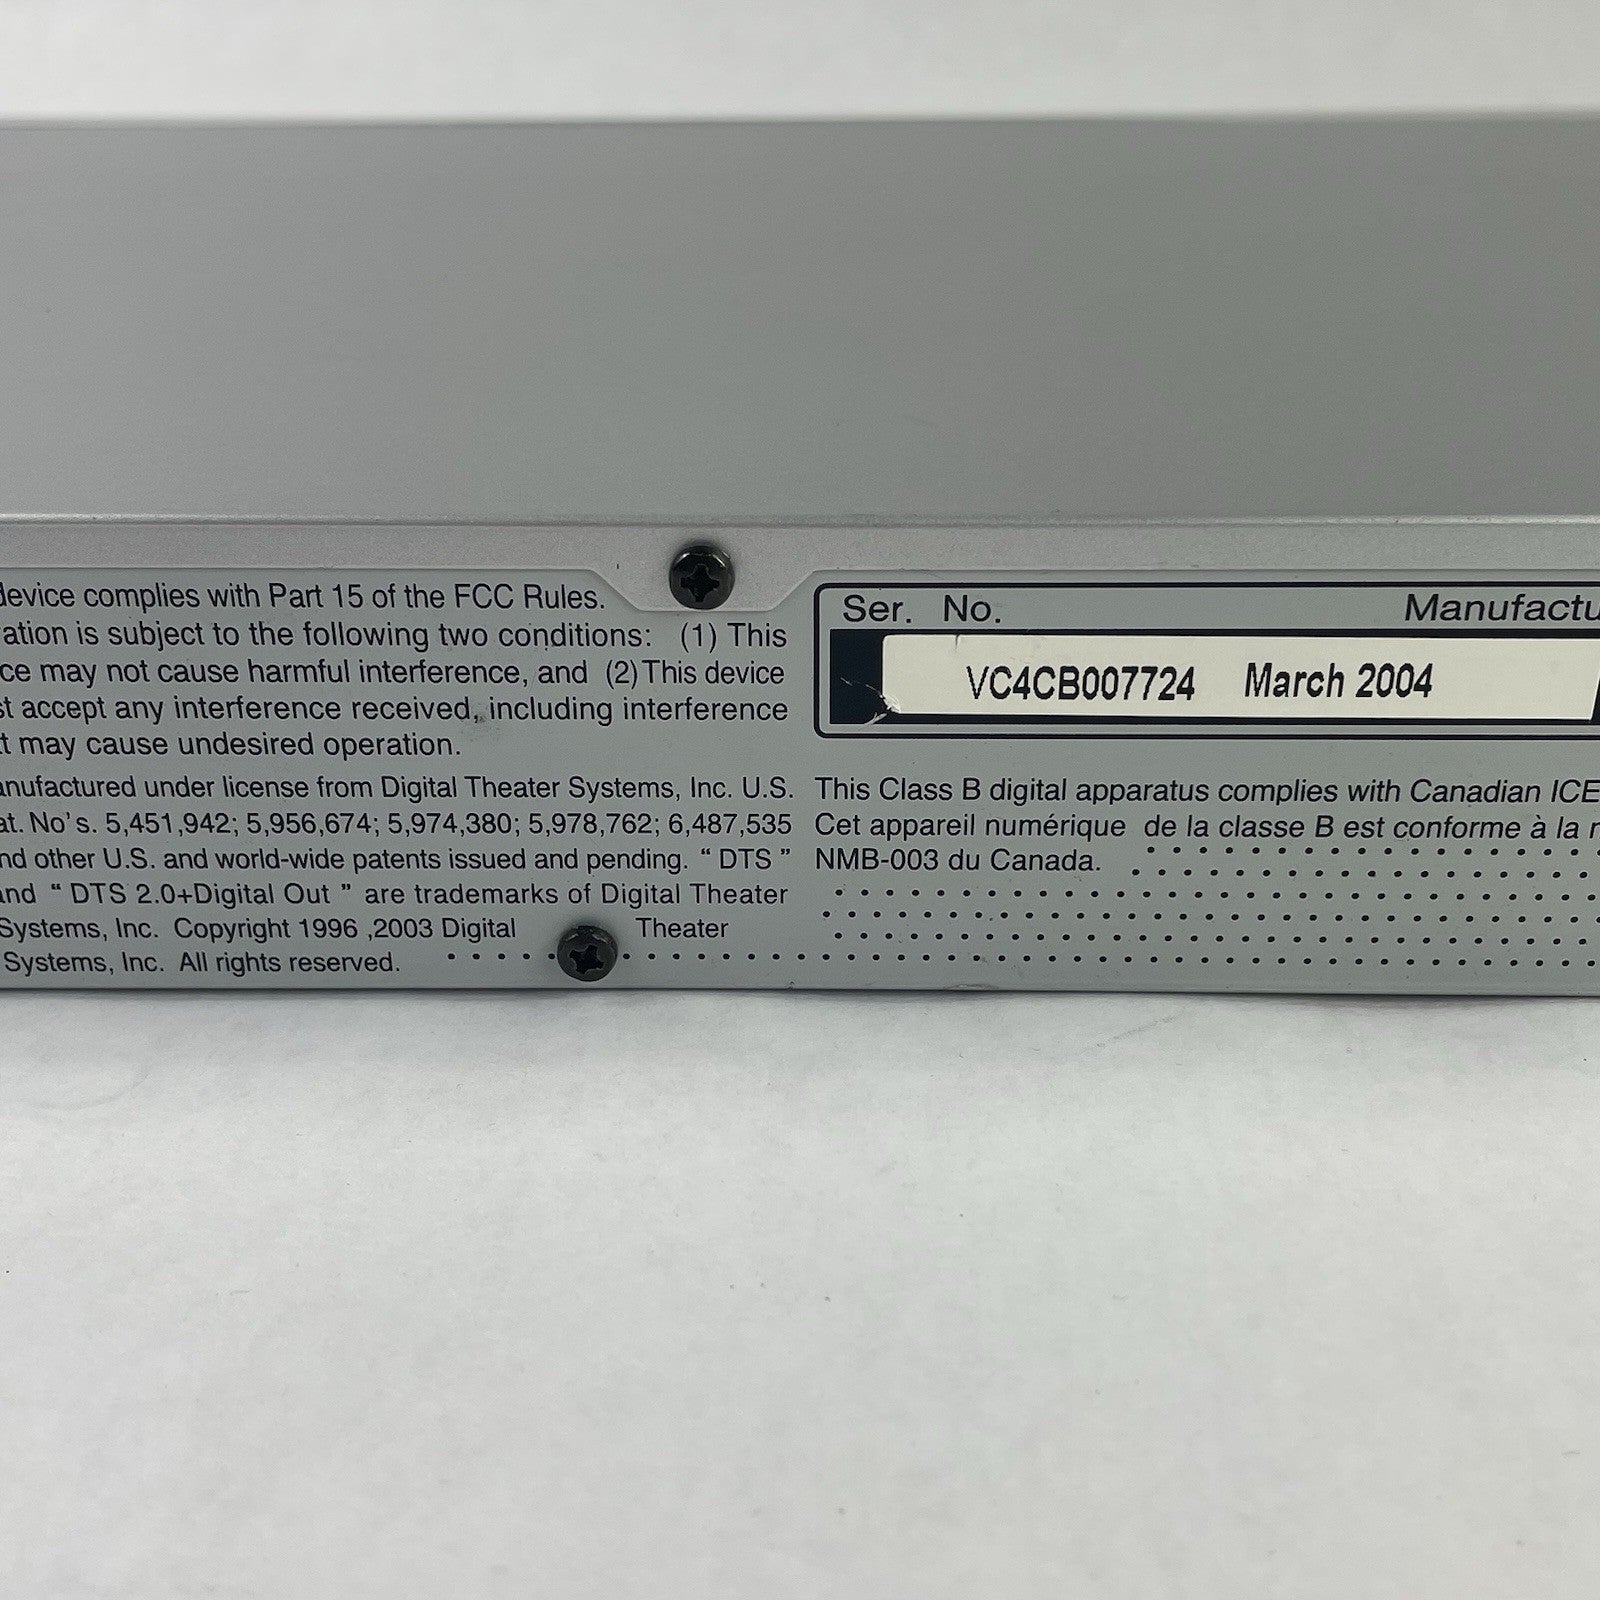 device complies with Part 15 of the FCC Rules.
ration is subject to the following two conditions: (1) This
ce may not cause harmful interference, and (2) This device
st accept any interference received, including interference
t may cause undesired operation.
anufactured under license from Digital Theater Systems, Inc. U.S.
at. No's. 5,451,942; 5,956,674; 5,974,380; 5,978,762; 6,487,535
nd other U.S. and world-wide patents issued and pending. "DTS"
and "DTS 2.0+Digital Out" are trademarks of Digital Theater
Systems, Inc. Copyright 1996 ,2003 Digital Theater
Systems, Inc. All rights reserved.
Ser. No. Manufactu
VC4CB007724 March 2004
This Class B digital apparatus complies with Canadian ICE
Cet appareil numérique de la classe B est conforme à la n
NMB-003 du Canada.